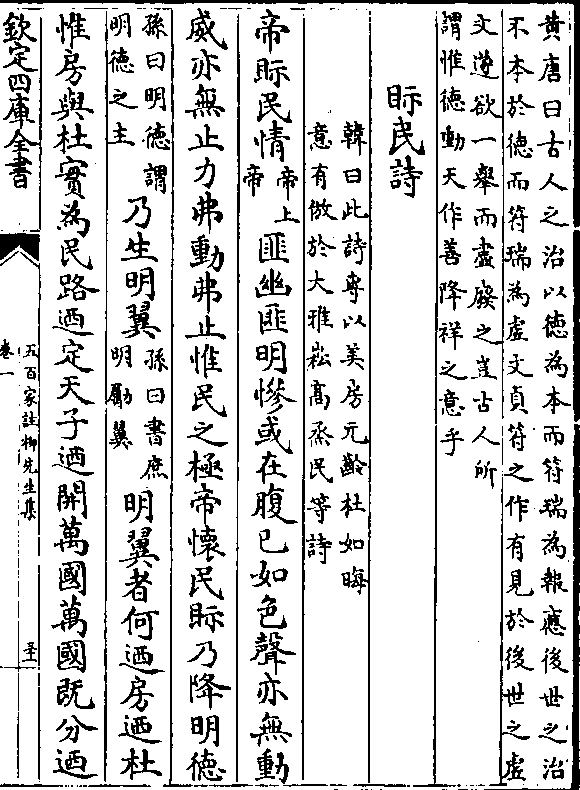 黄唐曰古人之治以徳為本而符瑞為報應後世之治
不本於徳而符瑞為虚文貞符之作有見於後世之虚
文遂欲一舉而盡廢之豈古人所
謂惟徳動天作善降祥之意乎
眎民詩
韓曰此詩専以美房元齡杜如晦
意有倣於大雅崧髙烝民等詩
帝眎民情帝上帝匪幽匪明慘或在腹已如色聲亦無動
威亦無止力弗動弗止惟民之極帝懐民眎乃降明徳
孫曰明徳謂明徳之主乃生明翼孫曰書庶明勵翼明翼者何迺房迺杜
惟房與杜實為民路迺定天子迺開萬國萬國既分迺
欽定四庫全書
五百家註柳先生集
卷一